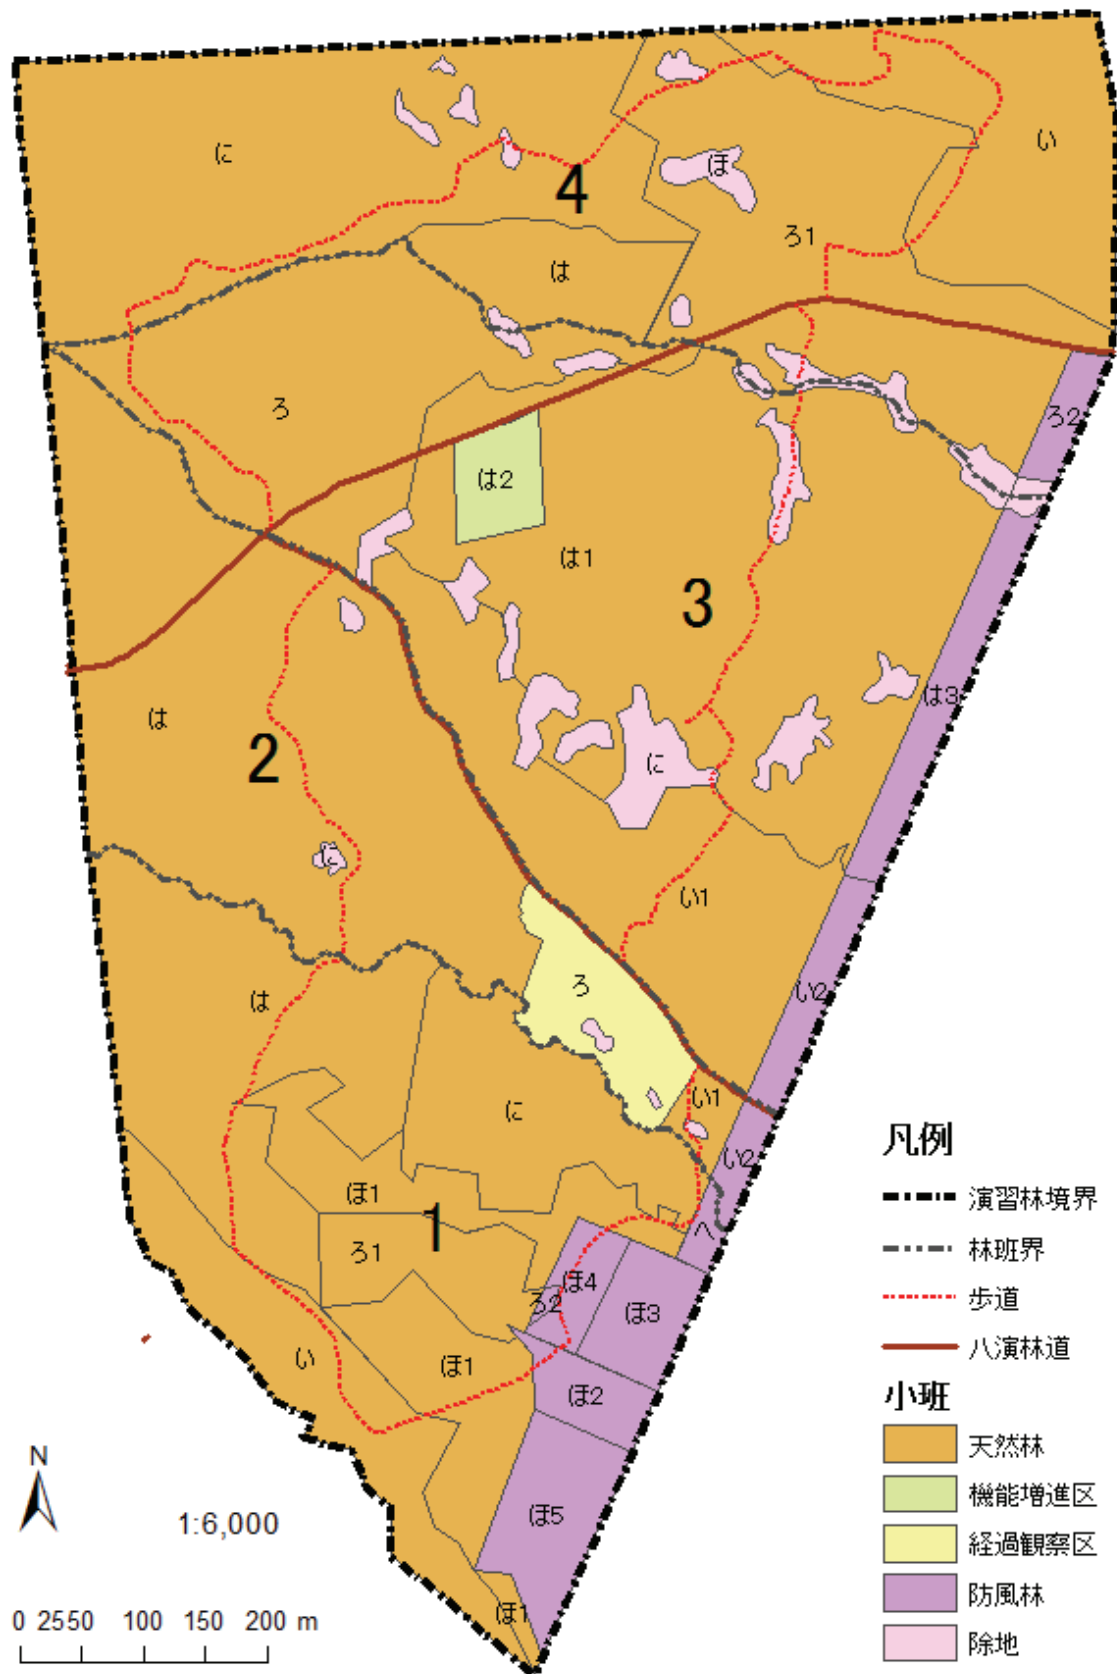 に
い
ほ
4
ろ1
は
ろ
ろ2
は2
は1
3
は3
は
2
に
に
い1
い2
ろ
は
に
い1
い2
ほ1
1
ろ1
ほ4
ろ2
ほ3
い
ほ1
ほ2
ほ5
ほ1
N
1:6,000
0 2550 100 150 200 m
凡例
演習林境界
林班界
歩道
八演林道
小班
天然林
機能増進区
経過観察区
防風林
除地